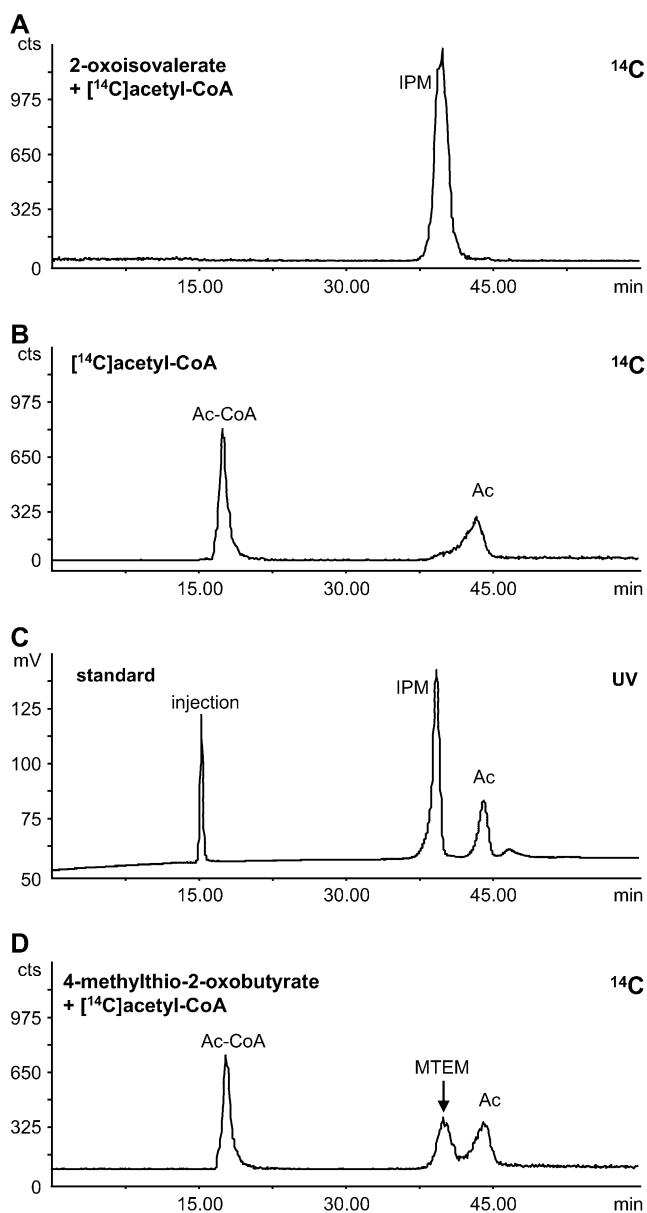 A
cts
2-oxoisovalerate
+ [¹⁴C]acetyl-CoA
IPM
¹⁴C
975
650
325
0
15.00 30.00 45.00 min
B
cts
[¹⁴C]acetyl-CoA
¹⁴C
Ac-CoA
Ac
975
650
325
0
15.00 30.00 45.00 min
C
mV
standard
injection
IPM
UV
Ac
125
100
75
50
15.00 30.00 45.00 min
D
cts
4-methylthio-2-oxobutyrate
+ [¹⁴C]acetyl-CoA
¹⁴C
Ac-CoA
MTEM
Ac
975
650
325
0
15.00 30.00 45.00 min